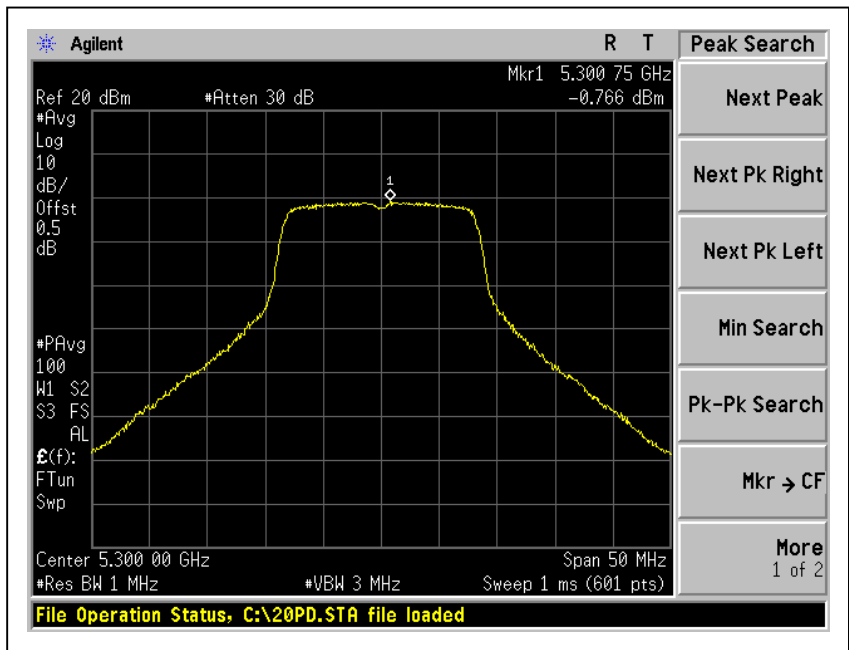 Agilent R T Peak Search
Mkr1 5.300 75 GHz
Ref 20 dBm #Atten 30 dB -0.766 dBm
#Avg
Log
10
dB/
Offst
0.5
dB
1
#PAvg
100
W1 S2
S3 FS
AL
£(f):
FTun
Swp
Center 5.300 00 GHz Span 50 MHz
#Res BW 1 MHz #VBW 3 MHz Sweep 1 ms (601 pts)
File Operation Status, C:\20PD.STA file loaded
Next Peak
Next Pk Right
Next Pk Left
Min Search
Pk-Pk Search
Mkr → CF
More
1 of 2